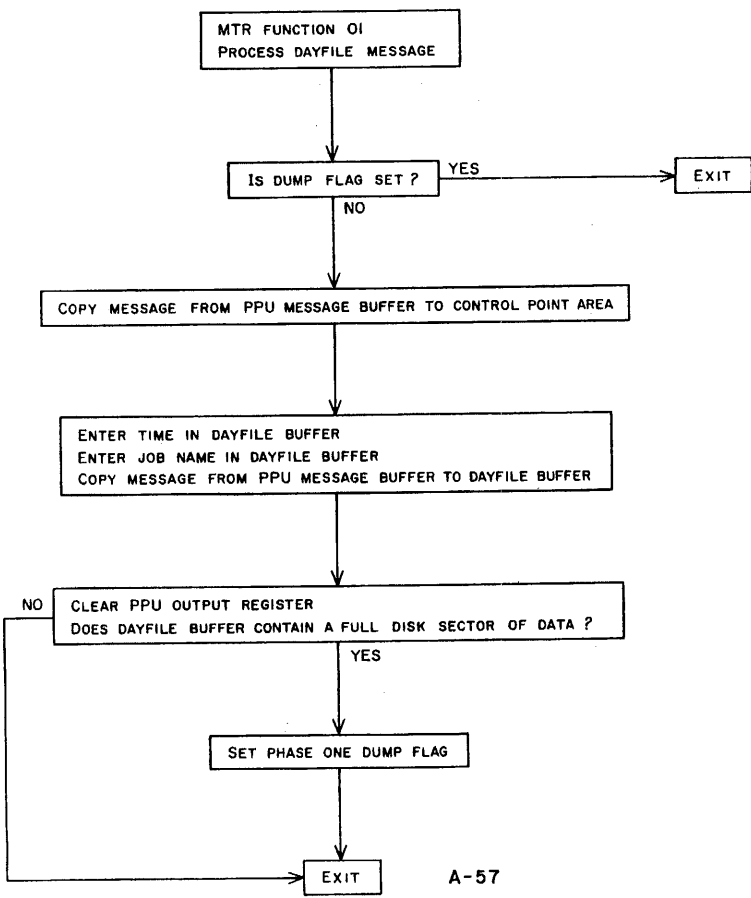 MTR FUNCTION 01
PROCESS DAYFILE MESSAGE
IS DUMP FLAG SET ?
YES
EXIT
NO
COPY MESSAGE FROM PPU MESSAGE BUFFER TO CONTROL POINT AREA
ENTER TIME IN DAYFILE BUFFER
ENTER JOB NAME IN DAYFILE BUFFER
COPY MESSAGE FROM PPU MESSAGE BUFFER TO DAYFILE BUFFER
NO
CLEAR PPU OUTPUT REGISTER
DOES DAYFILE BUFFER CONTAIN A FULL DISK SECTOR OF DATA ?
YES
SET PHASE ONE DUMP FLAG
EXIT
A-57